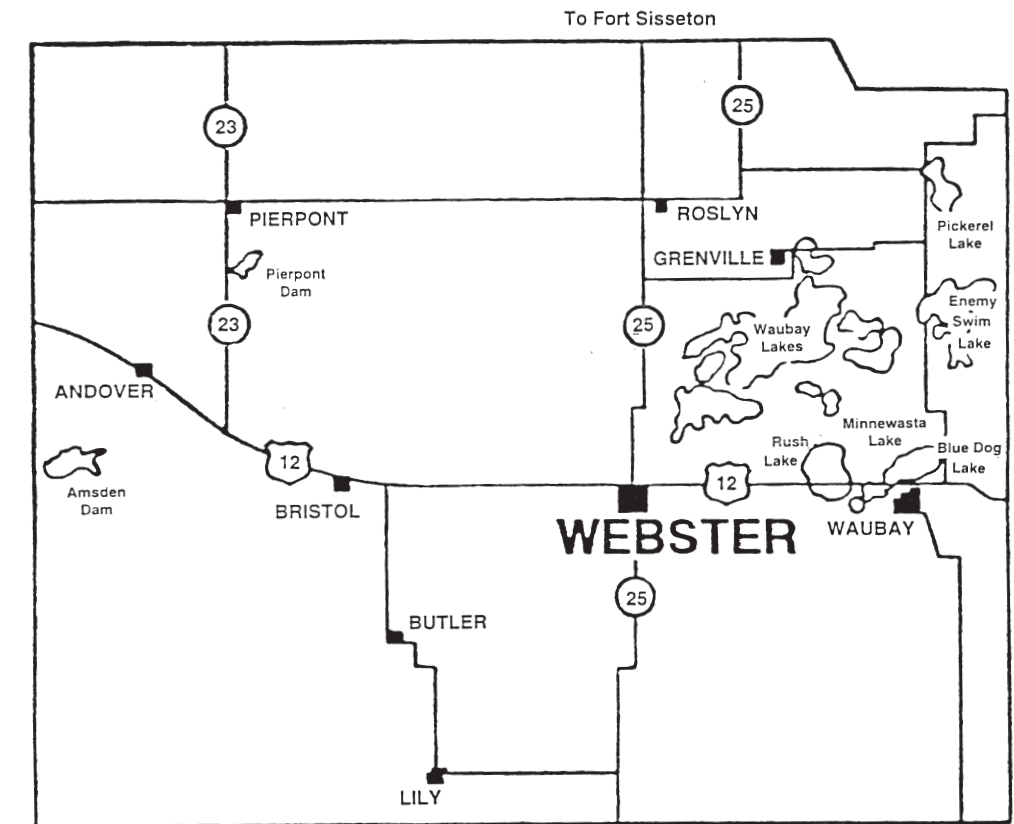 To Fort Sisseton
23
25
PIERPONT
ROSLYN
Pickerel
Lake
GRENVILLE
Pierpont
Dam
23
25
Waubay
Lakes
Enemy
Swim
Lake
ANDOVER
12
BRISTOL
Amsden
Dam
12
Rush
Lake
Minnewasta
Lake
Blue Dog
Lake
WEBSTER
WAUBAY
25
BUTLER
LILY